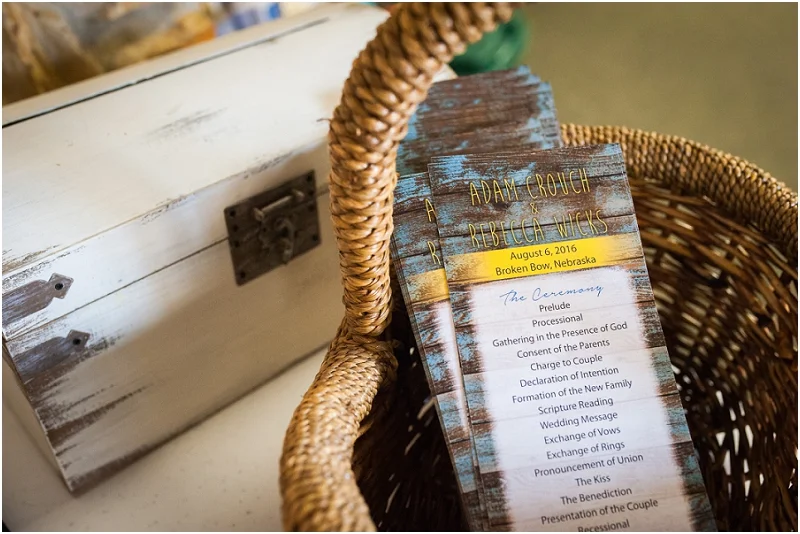 ADAM CROUCH
&
REBECCA WICKS
August 6, 2016
Broken Bow, Nebraska
The Ceremony
Prelude
Processional
Gathering in the Presence of God
Consent of the Parents
Charge to Couple
Declaration of Intention
Formation of the New Family
Scripture Reading
Wedding Message
Exchange of Vows
Exchange of Rings
Pronouncement of Union
The Kiss
The Benediction
Presentation of the Couple
Recessional
A
R